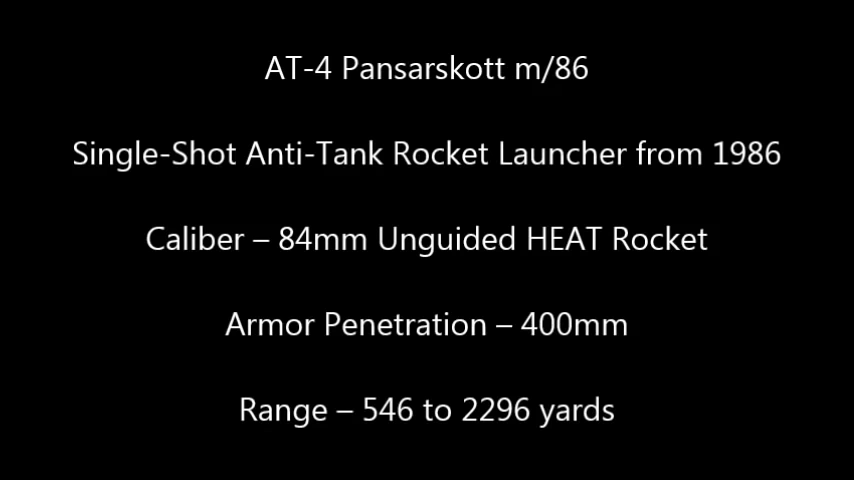 AT-4 Pansarskott m/86
Single-Shot Anti-Tank Rocket Launcher from 1986
Caliber – 84mm Unguided HEAT Rocket
Armor Penetration – 400mm
Range – 546 to 2296 yards